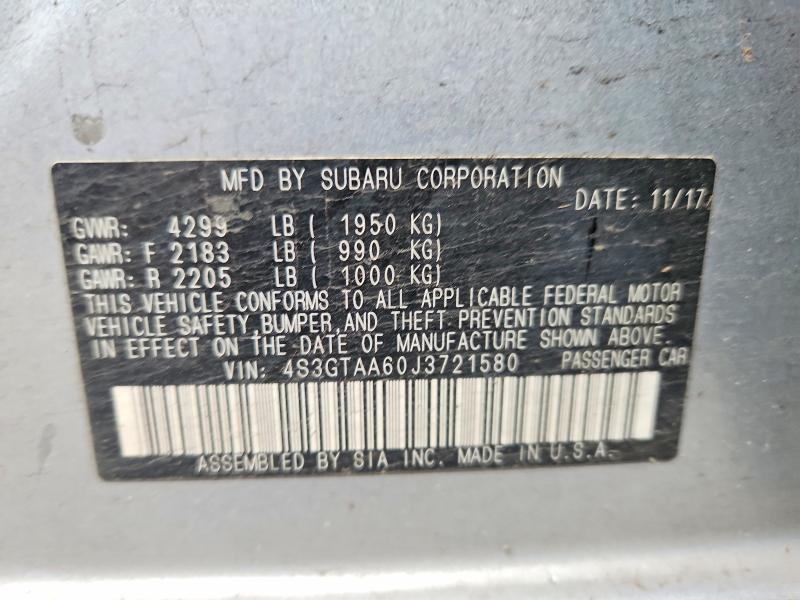 MFD BY SUBARU CORPORATION
DATE: 11/17
GVWR: 4299 LB ( 1950 KG)
GAWR: F 2183 LB ( 990 KG)
GAWR: R 2205 LB ( 1000 KG)
THIS VEHICLE CONFORMS TO ALL APPLICABLE FEDERAL MOTOR
VEHICLE SAFETY, BUMPER, AND THEFT PREVENTION STANDARDS
IN EFFECT ON THE DATE OF MANUFACTURE SHOWN ABOVE.
VIN: 4S3GTAA60J3721580 PASSENGER CAR
ASSEMBLED BY SIA INC. MADE IN U.S.A.